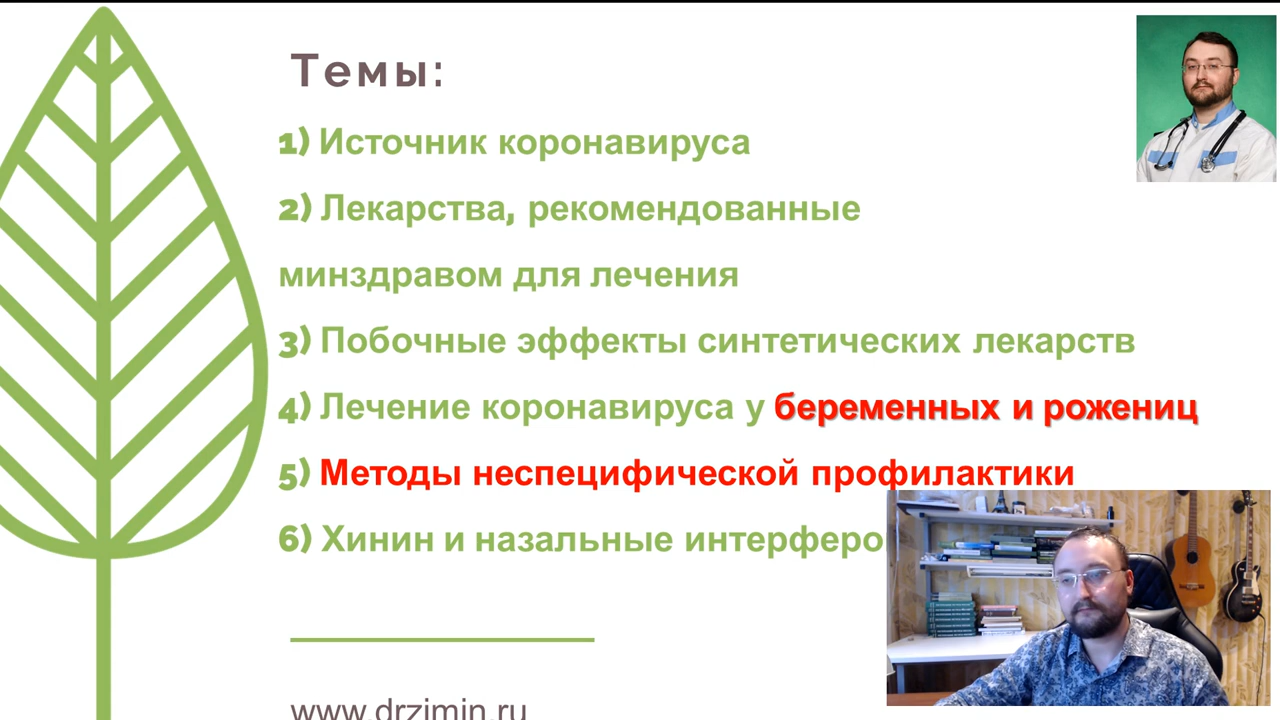 Темы:
1) Источник коронавируса
2) Лекарства, рекомендованные
минздравом для лечения
3) Побочные эффекты синтетических лекарств
4) Лечение коронавируса у беременных и рожениц
5) Методы неспецифической профилактики
6) Хинин и назальные интерферо
www.drzimin.ru